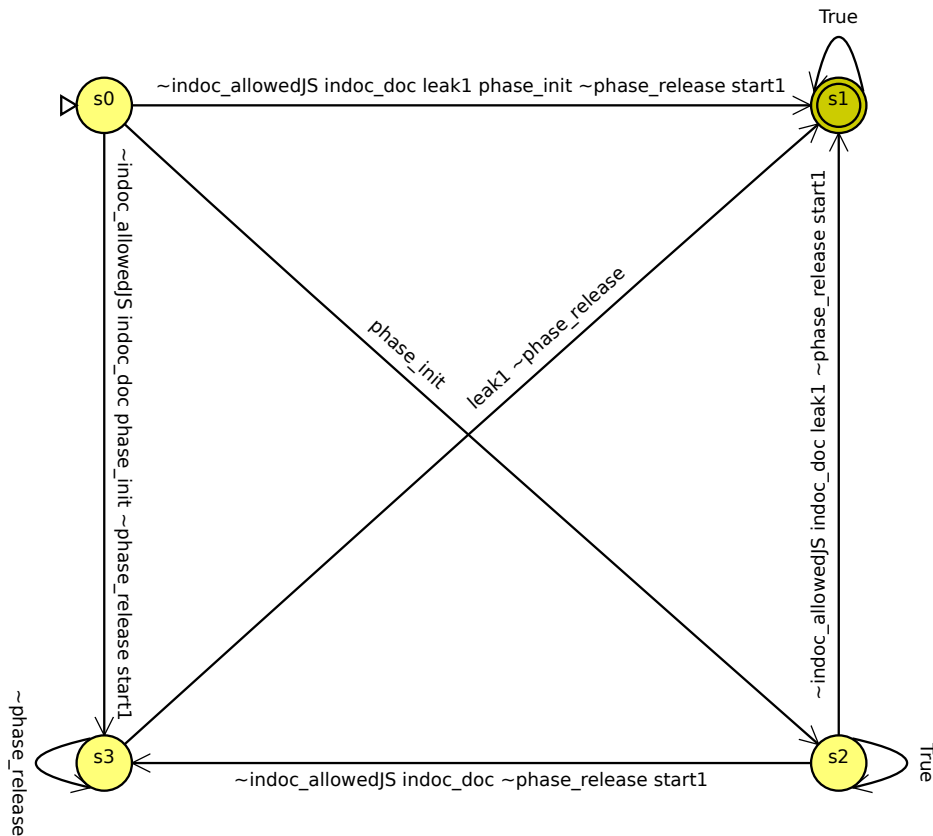 True
~indoc_allowedJS indoc_doc leak1 phase_init ~phase_release start1
s0
s1
~indoc_allowedJS indoc_doc phase_init ~phase_release start1
~indoc_allowedJS indoc_doc leak1 ~phase_release start1
leak1 ~phase_release
phase_init
~phase_release
s3
s2
True
~indoc_allowedJS indoc_doc ~phase_release start1